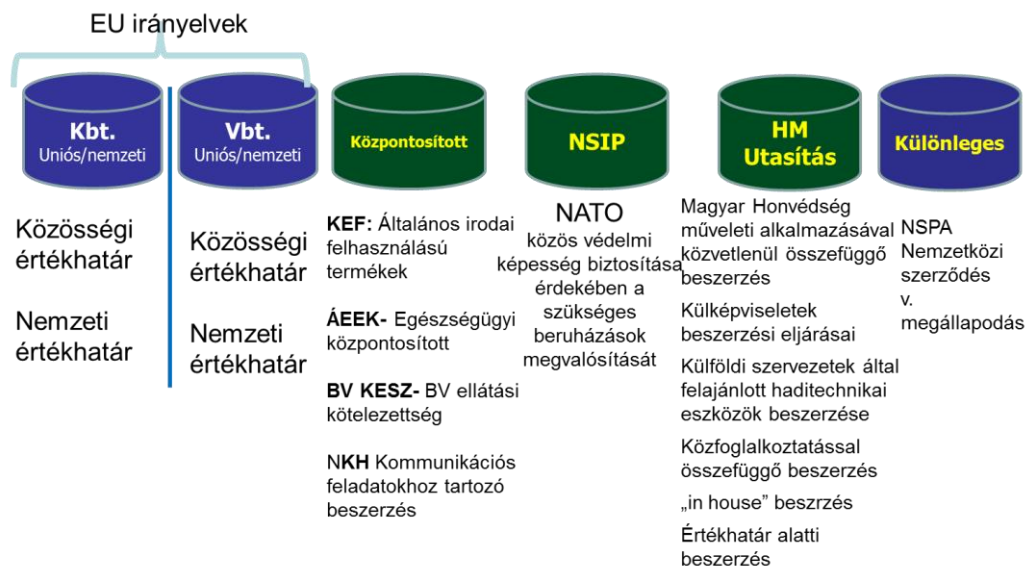 EU irányelvek
Kbt.
Uniós/nemzeti
Közösségi
értékhatár
Nemzeti
értékhatár
Vbt.
Uniós/nemzeti
Közösségi
értékhatár
Nemzeti
értékhatár
Központosított
KEF: Általános irodai
felhasználású
termékek
ÁEEK- Egészségügyi
központosított
BV KESZ- BV ellátási
kötelezettség
NKH Kommunikációs
feladatokhoz tartozó
beszerzés
NSIP
NATO
közös védelmi
képesség biztosítása
érdekében a
szükséges
beruházások
megvalósítását
HM
Utasítás
Magyar Honvédség
műveleti alkalmazásával
közvetlenül összefüggő
beszerzés
Külképviseletek
beszerzési eljárásai
Külföldi szervezetek által
felajánlott haditechnikai
eszközök beszerzése
Közfoglalkoztatással
összefüggő beszerzés
„in house” beszrzés
Értékhatár alatti
beszerzés
Különleges
NSPA
Nemzetközi
szerződés
v.
megállapodás